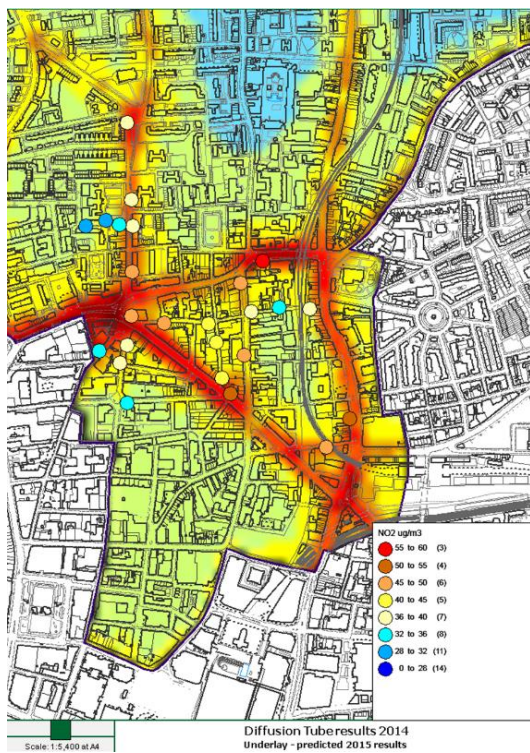 NO2 ug/m3
55 to 60 (3)
50 to 55 (4)
45 to 50 (6)
40 to 45 (5)
36 to 40 (7)
32 to 36 (8)
28 to 32 (11)
0 to 28 (14)
Scale: 1:5,400 at A4
Diffusion Tube results 2014
Underlay - predicted 2015 results